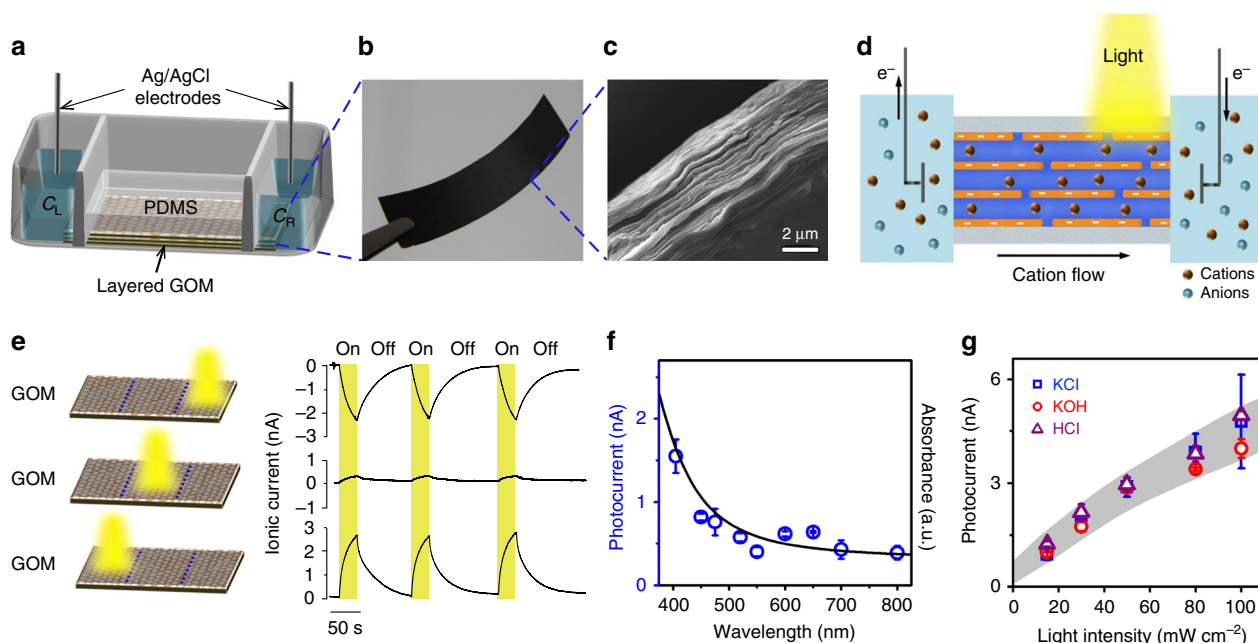 a
Ag/AgCl
electrodes
C_L
PDMS
C_R
Layered GOM
b
c
2 μm
d
Light
e⁻
e⁻
Cation flow
Cations
Anions
e
GOM
GOM
GOM
On Off On Off On Off
Ionic current (nA)
0
–1
–2
–3
1
0
–1
3
2
1
0
50 s
f
Photocurrent (nA)
2
1
0
400 500 600 700 800
Wavelength (nm)
Absorbance (a.u.)
g
Photocurrent (nA)
6
3
0
KCl
KOH
HCl
0 20 40 60 80 100
Light intensity (mW cm⁻²)